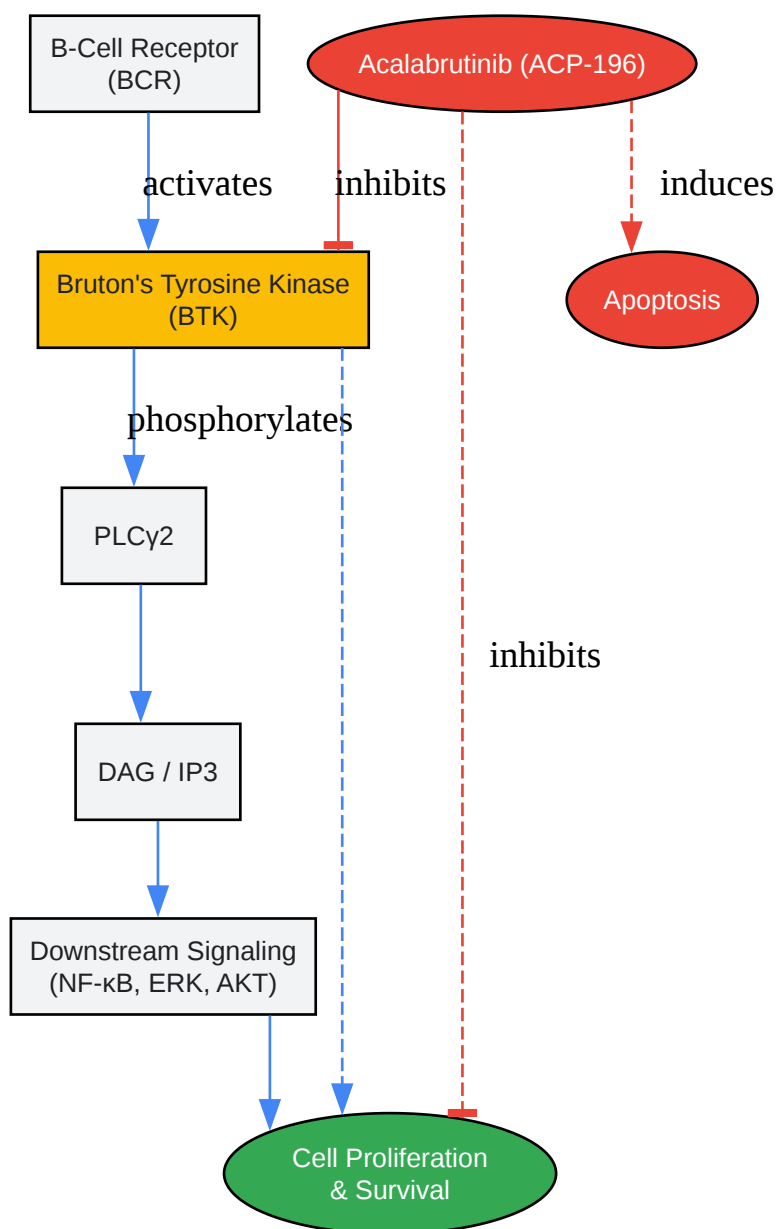 B-Cell Receptor
(BCR)
Acalabrutinib (ACP-196)
activates
inhibits
induces
Bruton's Tyrosine Kinase
(BTK)
Apoptosis
phosphorylates
PLCγ2
inhibits
DAG / IP3
Downstream Signaling
(NF-κB, ERK, AKT)
Cell Proliferation
& Survival